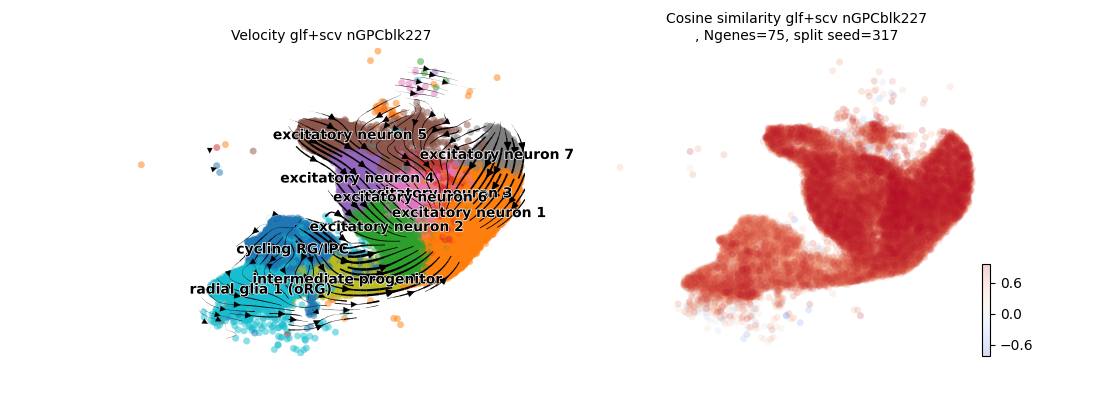 Velocity glf+scv nGPCblk227
Cosine similarity glf+scv nGPCblk227
, Ngenes=75, split seed=317
excitatory neuron 5
excitatory neuron 7
excitatory neuron 4
excitatory neuron 3
excitatory neuron 6
excitatory neuron 1
excitatory neuron 2
cycling RG/IPC
intermediate progenitor
radial glia 1 (oRG)
0.6
0.0
−0.6